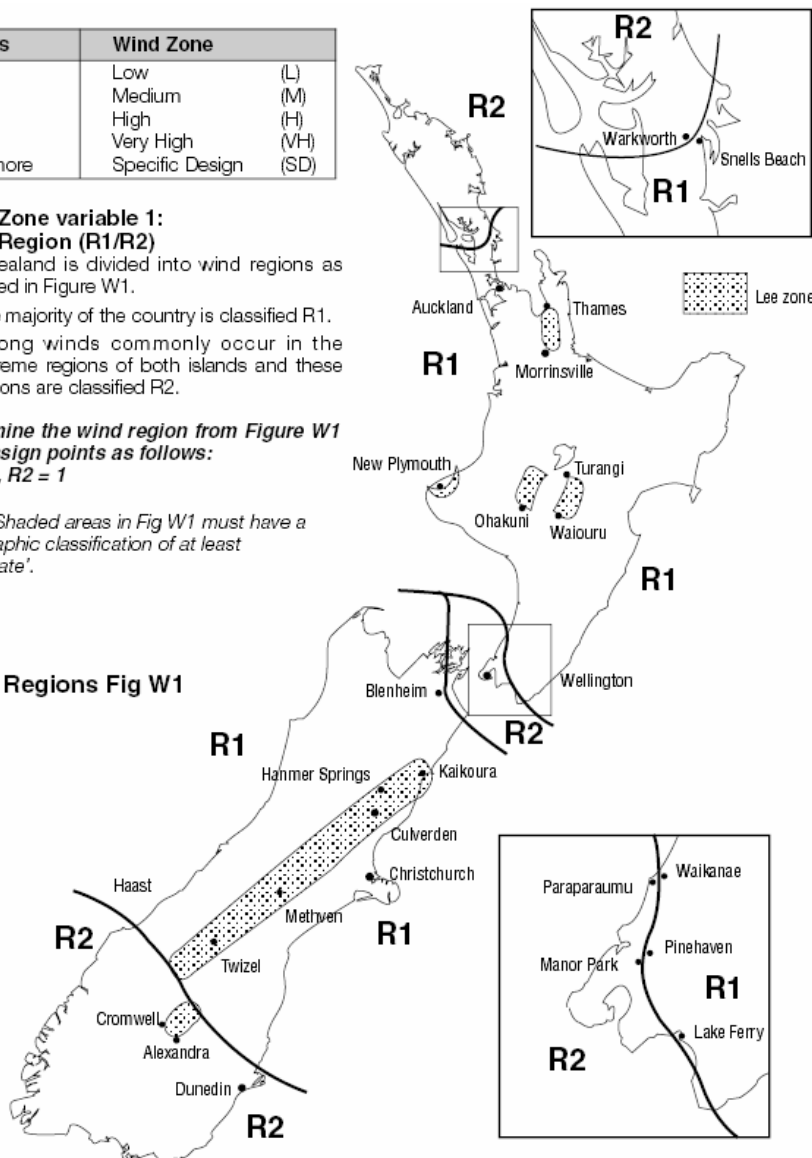 s Wind Zone
Low (L)
Medium (M)
High (H)
Very High (VH)
nore Specific Design (SD)
Zone variable 1:
Region (R1/R2)
ealand is divided into wind regions as
ed in Figure W1.
majority of the country is classified R1.
ong winds commonly occur in the
reme regions of both islands and these
ions are classified R2.
nine the wind region from Figure W1
sign points as follows:
, R2 = 1
Shaded areas in Fig W1 must have a
aphic classification of at least
ate'.
Regions Fig W1
R2
Warkworth
Snells Beach
R1
R2
Lee zone
Auckland
Thames
R1
Morrinsville
New Plymouth
Turangi
Ohakuni
Waiouru
R1
Wellington
Blenheim
R2
R1
Hanmer Springs
Kaikoura
Culverden
Christchurch
Haast
Methven
R1
R2
Twizel
Cromwell
Alexandra
Dunedin
R2
Waikanae
Paraparaumu
Pinehaven
Manor Park
R1
Lake Ferry
R2